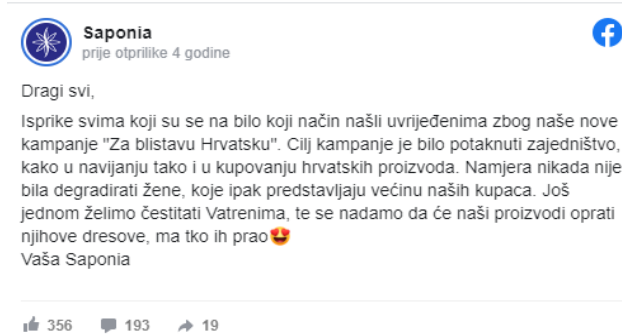 Saponia
prije otprilike 4 godine
Dragi svi,
Isprike svima koji su se na bilo koji način našli uvrijeđenima zbog naše nove
kampanje "Za blistavu Hrvatsku". Cilj kampanje je bilo potaknuti zajedništvo,
kako u navijanju tako i u kupovanju hrvatskih proizvoda. Namjera nikada nije
bila degradirati žene, koje ipak predstavljaju većinu naših kupaca. Još
jednom želimo čestitati Vatrenima, te se nadamo da će naši proizvodi oprati
njihove dresove, ma tko ih prao😍
Vaša Saponia
356 193 19